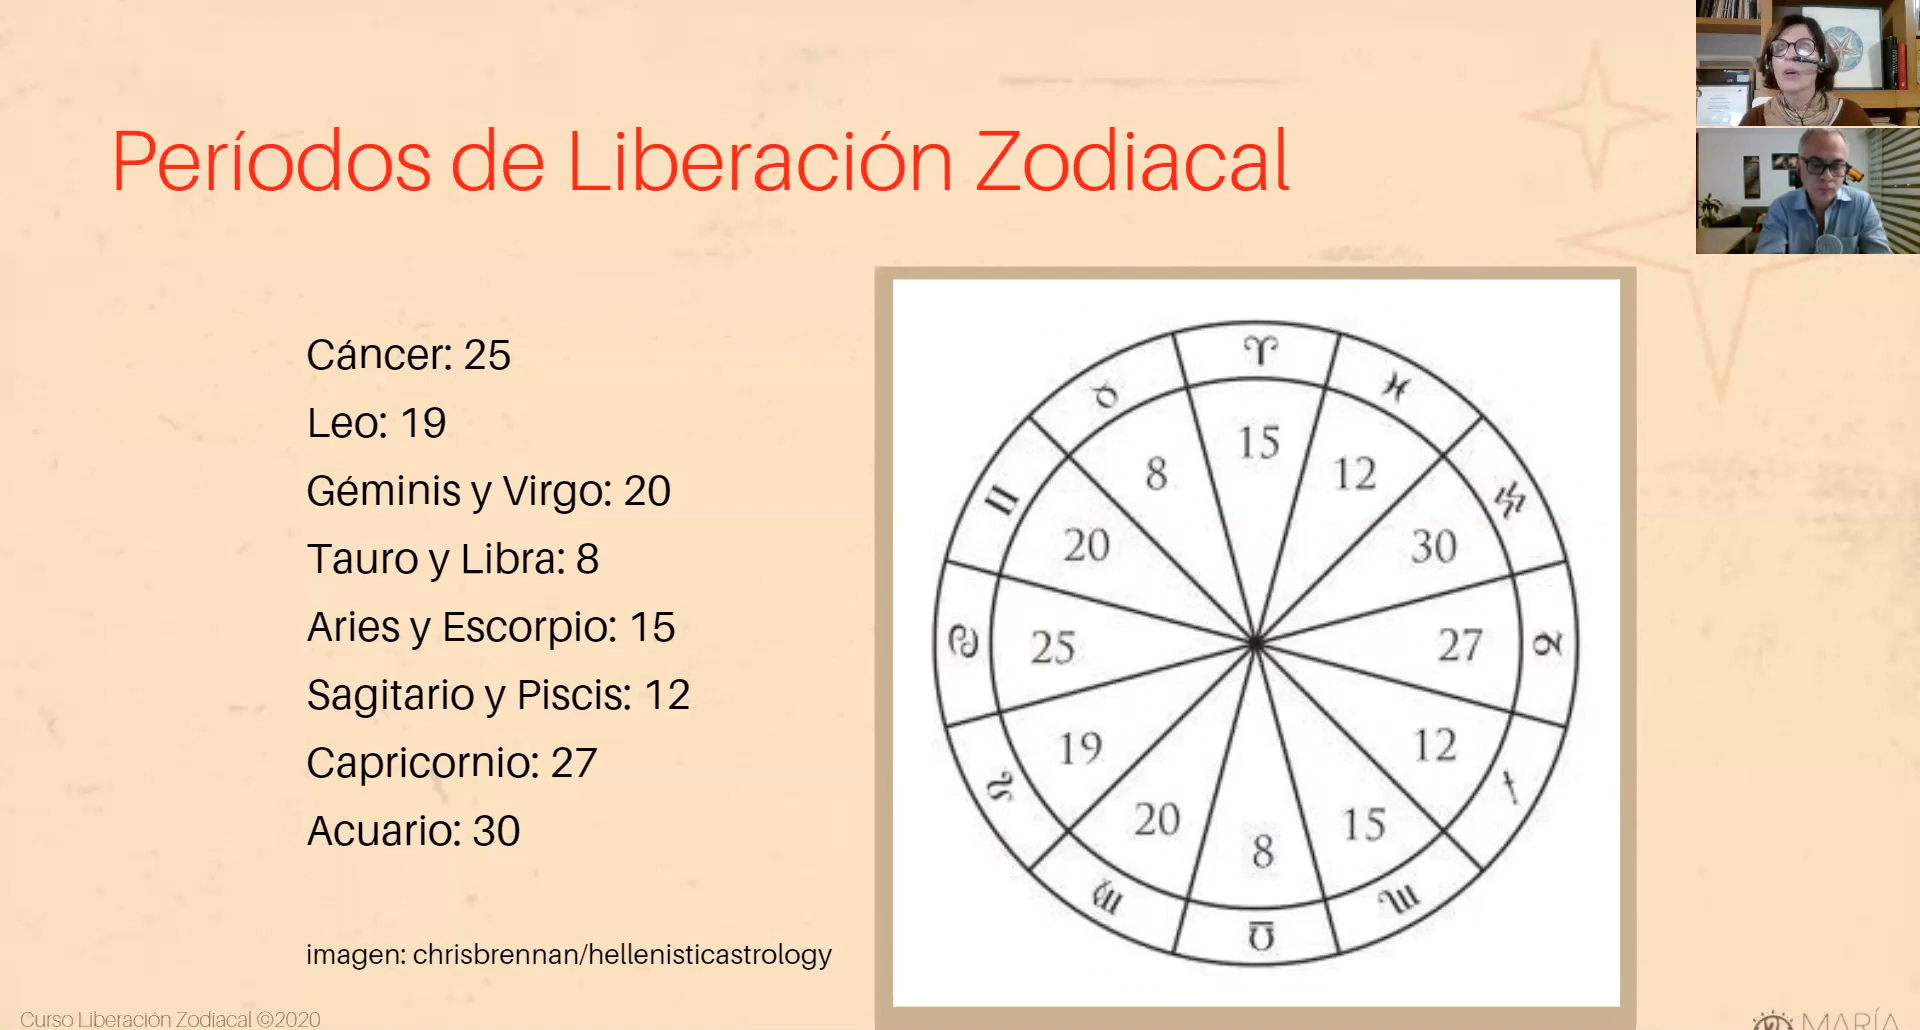 Períodos de Liberación Zodiacal
Cáncer: 25
Leo: 19
Géminis y Virgo: 20
Tauro y Libra: 8
Aries y Escorpio: 15
Sagitario y Piscis: 12
Capricornio: 27
Acuario: 30
imagen: chrisbrennan/hellenisticastrology
♈
♉ ♓
15
8 12
♊ ♒
20 30
♋ 25 27 ♑
19 12
♌ ♐
20 15
8
♍ ♏
♎
Curso Liberación Zodiacal ©2020
MARÍA